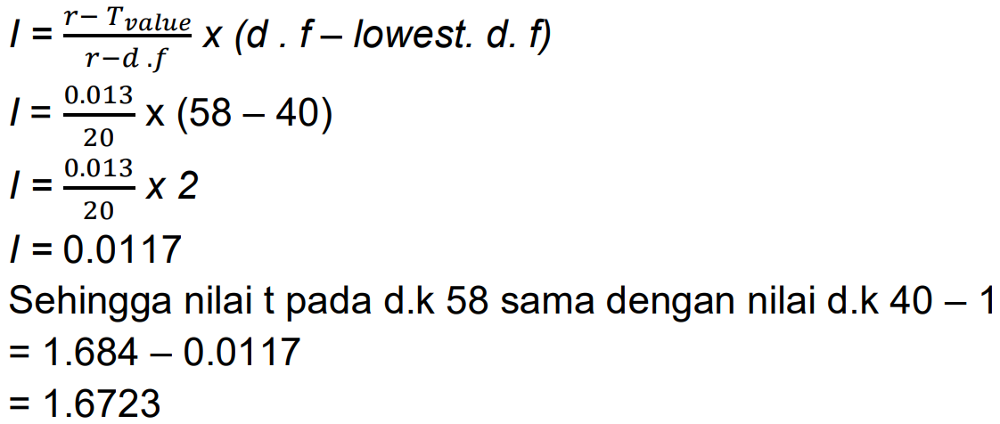 I = \frac{r - T_{value}}{r - d .f} x (d . f – lowest. d. f)
I = \frac{0.013}{20} x (58 – 40)
I = \frac{0.013}{20} x 2
I = 0.0117
Sehingga nilai t pada d.k 58 sama dengan nilai d.k 40 – 1
= 1.684 – 0.0117
= 1.6723